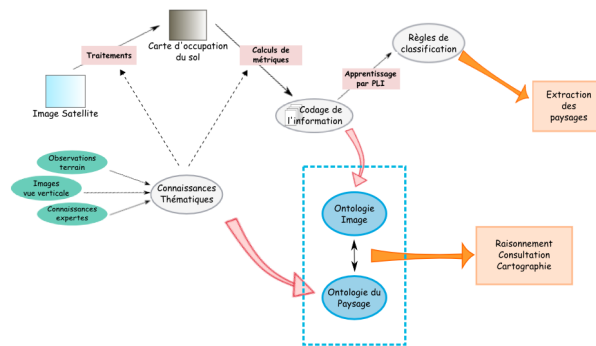 Carte d'occupation
du sol
Traitements
Calculs de
métriques
Image Satellite
Règles de
classification
Apprentissage
par PLI
Codage de
l'information
Extraction
des
paysages
Observations
terrain
Images
vue verticale
Connaissances
expertes
Connaissances
Thématiques
Ontologie
Image
Ontologie du
Paysage
Raisonnement
Consultation
Cartographie